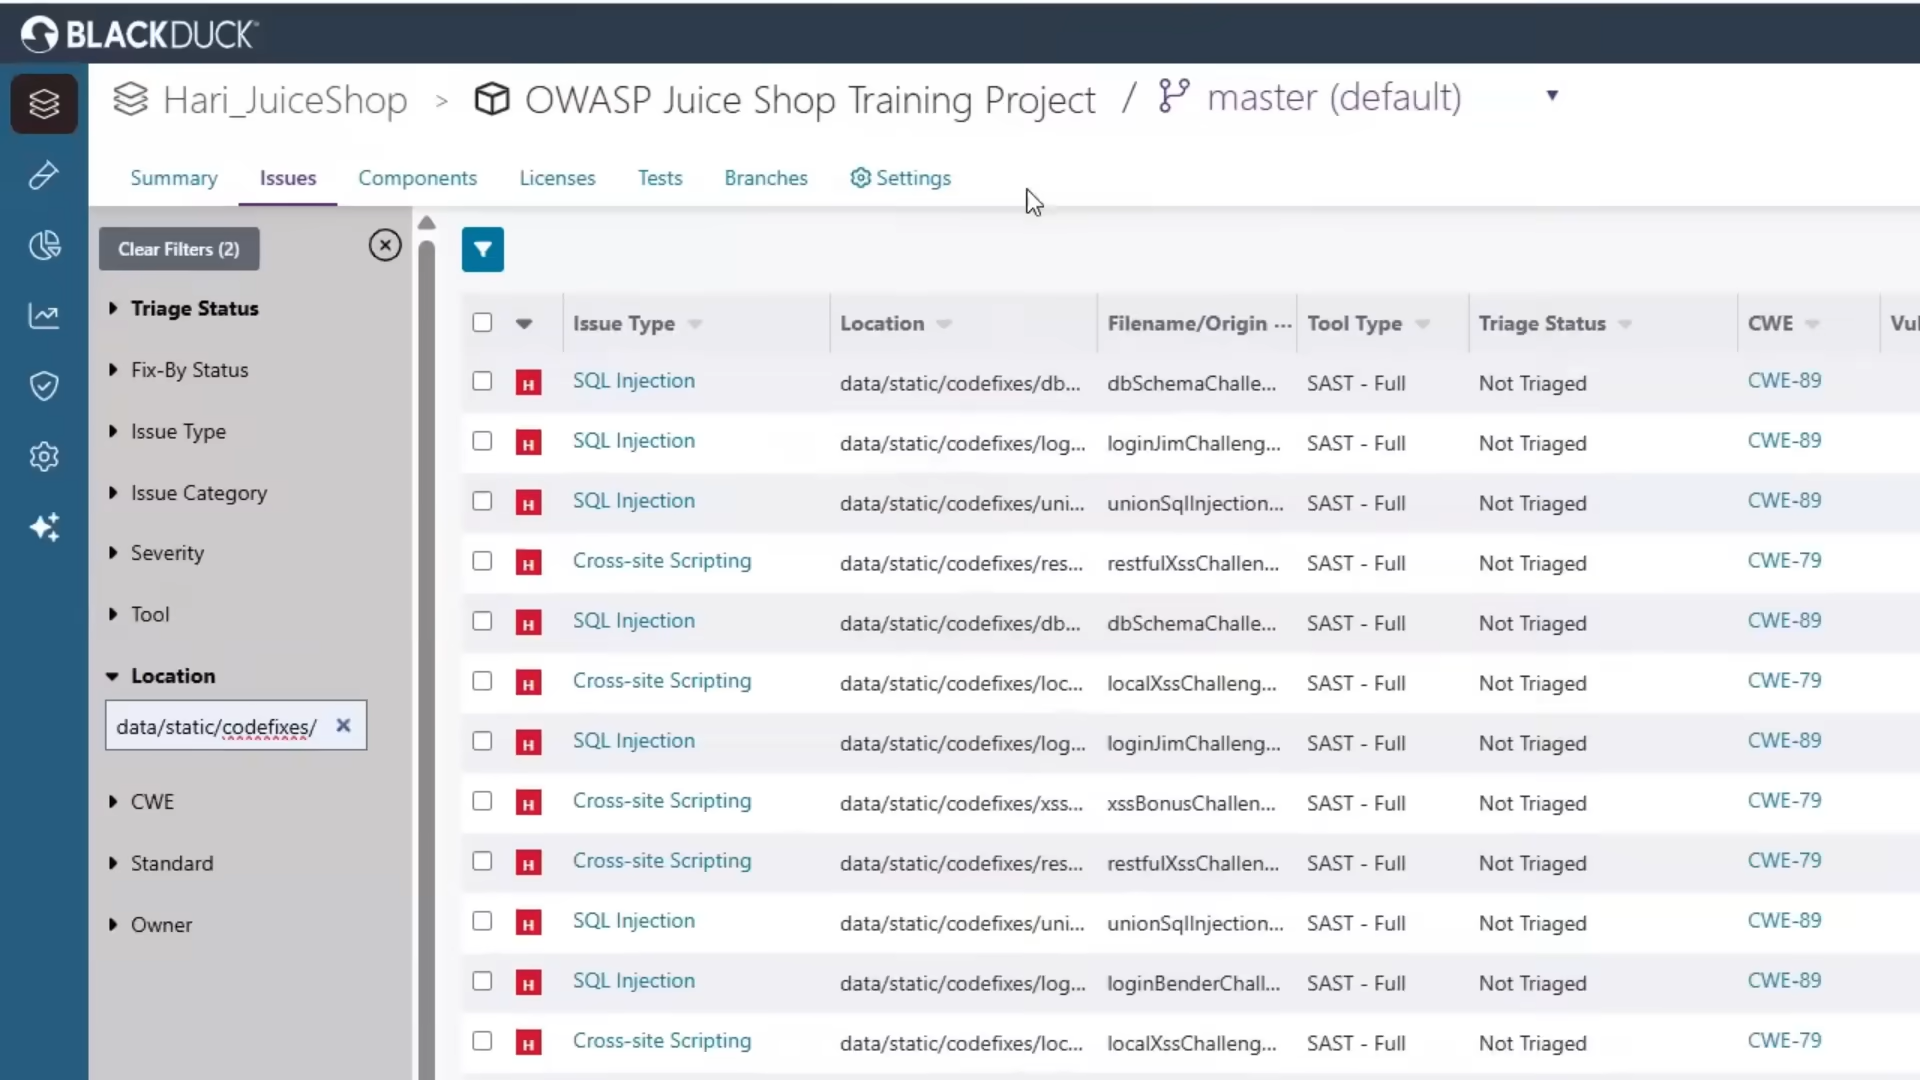 BLACKDUCK
Hari_JuiceShop > OWASP Juice Shop Training Project / master (default)
Summary Issues Components Licenses Tests Branches Settings
Clear Filters (2)
Triage Status
Fix-By Status
Issue Type
Issue Category
Severity
Tool
Location
data/static/codefixes/
CWE
Standard
Owner
Issue Type Location Filename/Origin ... Tool Type Triage Status CWE Vul
H SQL Injection data/static/codefixes/db... dbSchemaChalle... SAST - Full Not Triaged CWE-89
H SQL Injection data/static/codefixes/log... loginJimChalleng... SAST - Full Not Triaged CWE-89
H SQL Injection data/static/codefixes/uni... unionSqlInjection... SAST - Full Not Triaged CWE-89
H Cross-site Scripting data/static/codefixes/res... restfulXssChallen... SAST - Full Not Triaged CWE-79
H SQL Injection data/static/codefixes/db... dbSchemaChalle... SAST - Full Not Triaged CWE-89
H Cross-site Scripting data/static/codefixes/loc... localXssChalleng... SAST - Full Not Triaged CWE-79
H SQL Injection data/static/codefixes/log... loginJimChalleng... SAST - Full Not Triaged CWE-89
H Cross-site Scripting data/static/codefixes/xss... xssBonusChallen... SAST - Full Not Triaged CWE-79
H Cross-site Scripting data/static/codefixes/res... restfulXssChallen... SAST - Full Not Triaged CWE-79
H SQL Injection data/static/codefixes/uni... unionSqlInjection... SAST - Full Not Triaged CWE-89
H SQL Injection data/static/codefixes/log... loginBenderChall... SAST - Full Not Triaged CWE-89
H Cross-site Scripting data/static/codefixes/loc... localXssChalleng... SAST - Full Not Triaged CWE-79